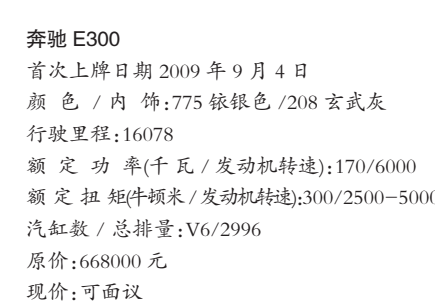 奔驰 E300
首次上牌日期 2009 年 9 月 4 日
颜 色 / 内 饰:775 铱银色 /208 玄武灰
行驶里程:16078
额 定 功 率(千 瓦 / 发动机转速):170/6000
额 定 扭 矩(牛顿米 / 发动机转速):300/2500-5000
汽缸数 / 总排量:V6/2996
原价:668000 元
现价:可面议